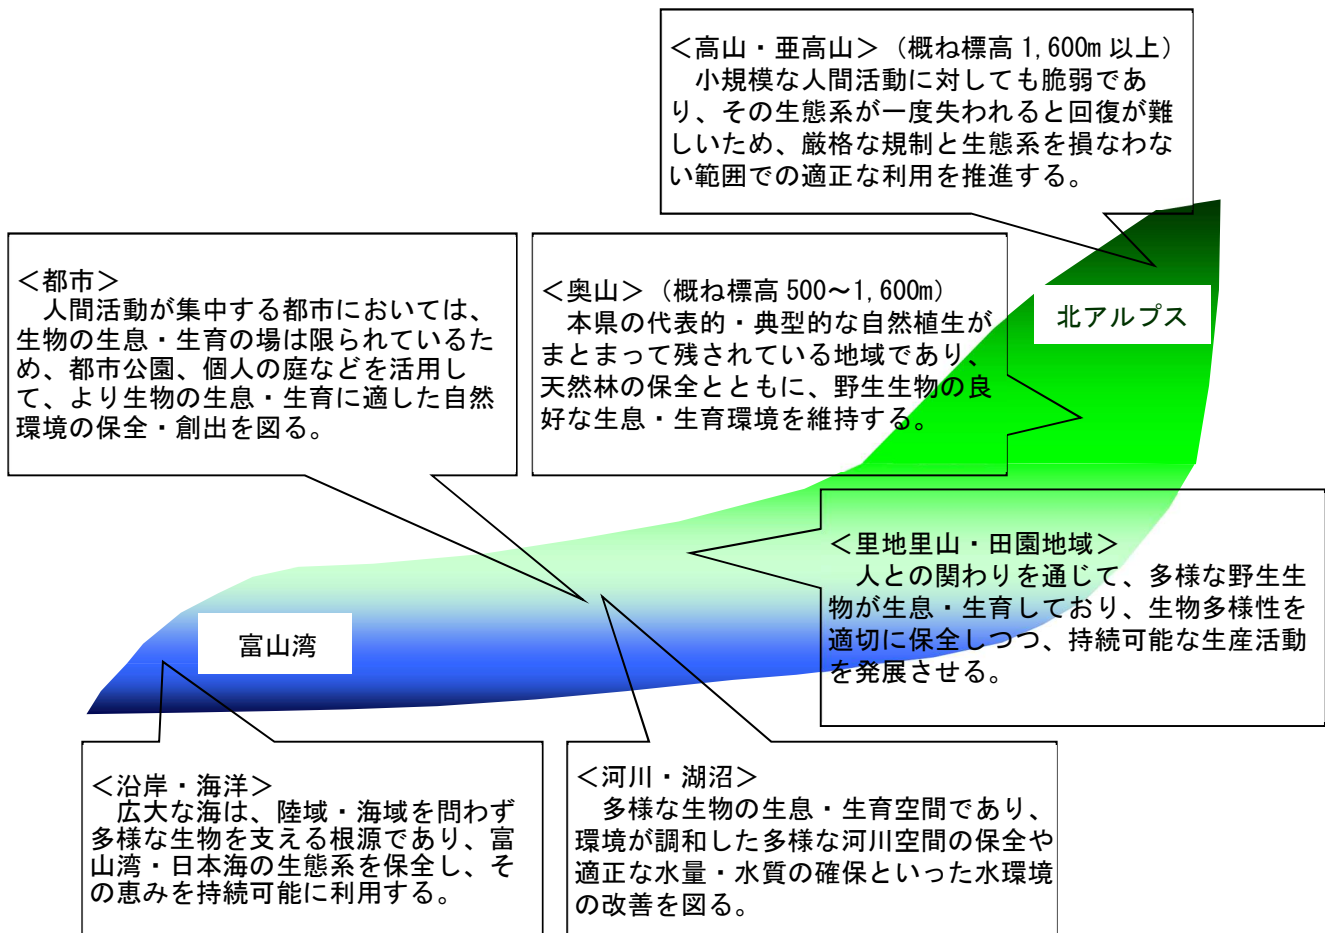 ＜高山・亜高山＞（概ね標高 1,600m 以上）
小規模な人間活動に対しても脆弱であ
り、その生態系が一度失われると回復が難
しいため、厳格な規制と生態系を損なわな
い範囲での適正な利用を推進する。
＜都市＞
人間活動が集中する都市においては、
生物の生息・生育の場は限られているた
め、都市公園、個人の庭などを活用し
て、より生物の生息・生育に適した自然
環境の保全・創出を図る。
＜奥山＞（概ね標高 500～1,600m）
本県の代表的・典型的な自然植生が
まとまって残されている地域であり、
天然林の保全とともに、野生生物の良
好な生息・生育環境を維持する。
北アルプス
＜里地里山・田園地域＞
人との関わりを通じて、多様な野生生
物が生息・生育しており、生物多様性を
適切に保全しつつ、持続可能な生産活動
を発展させる。
富山湾
＜沿岸・海洋＞
広大な海は、陸域・海域を問わず
多様な生物を支える根源であり、富
山湾・日本海の生態系を保全し、そ
の恵みを持続可能に利用する。
＜河川・湖沼＞
多様な生物の生息・生育空間であり、
環境が調和した多様な河川空間の保全や
適正な水量・水質の確保といった水環境
の改善を図る。